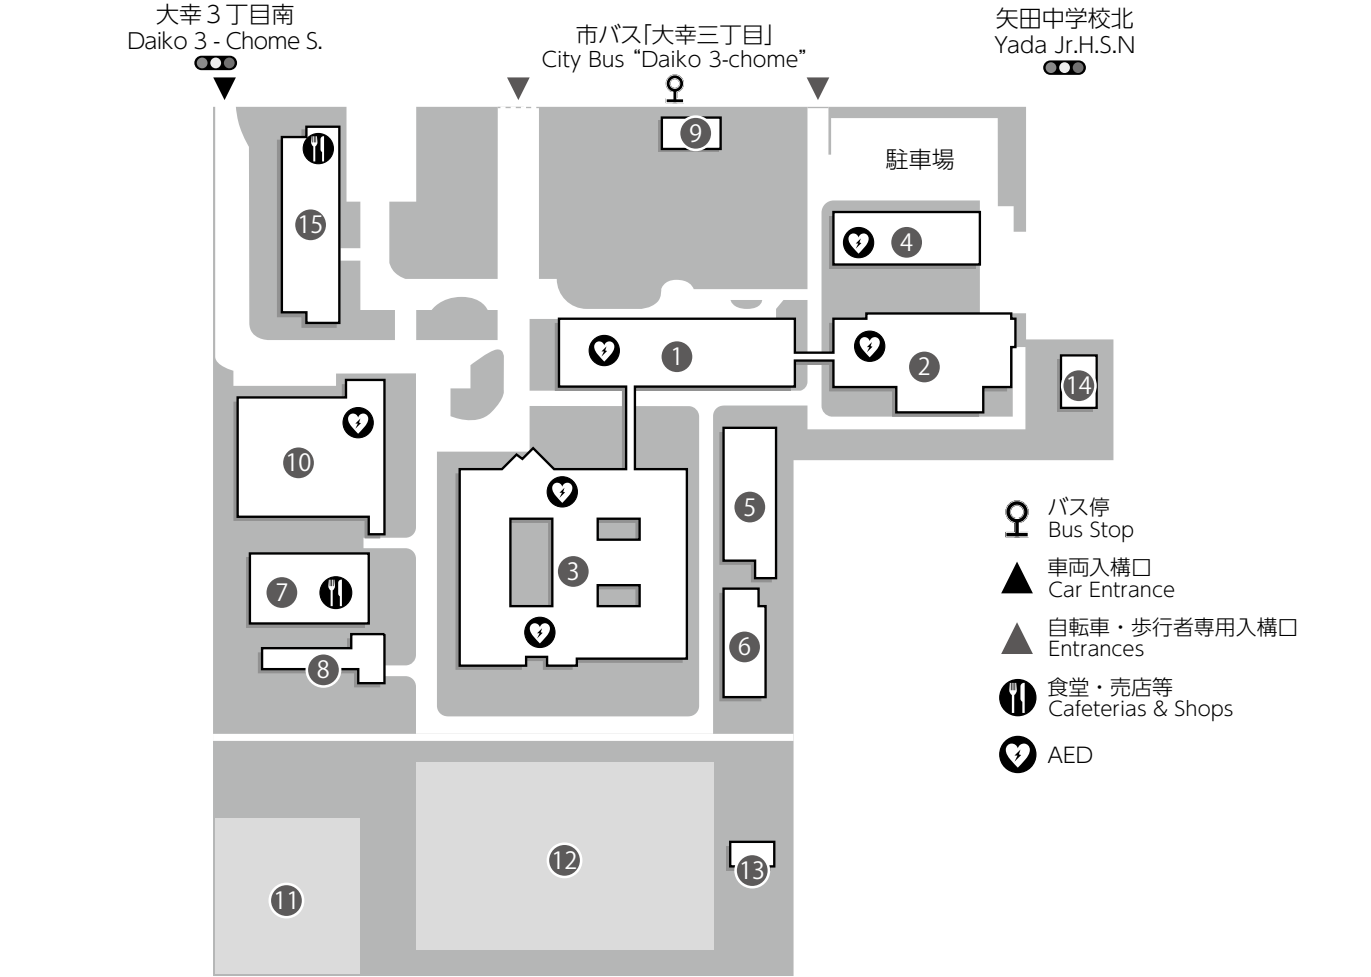 大幸３丁目南
Daiko 3 - Chome S.
市バス「大幸三丁目」
City Bus “Daiko 3-chome”
矢田中学校北
Yada Jr.H.S.N
9
駐車場
15
4
1
2
14
10
5
3
7
6
8
バス停
Bus Stop
車両入構口
Car Entrance
自転車・歩行者専用入構口
Entrances
食堂・売店等
Cafeterias & Shops
AED
12
13
11